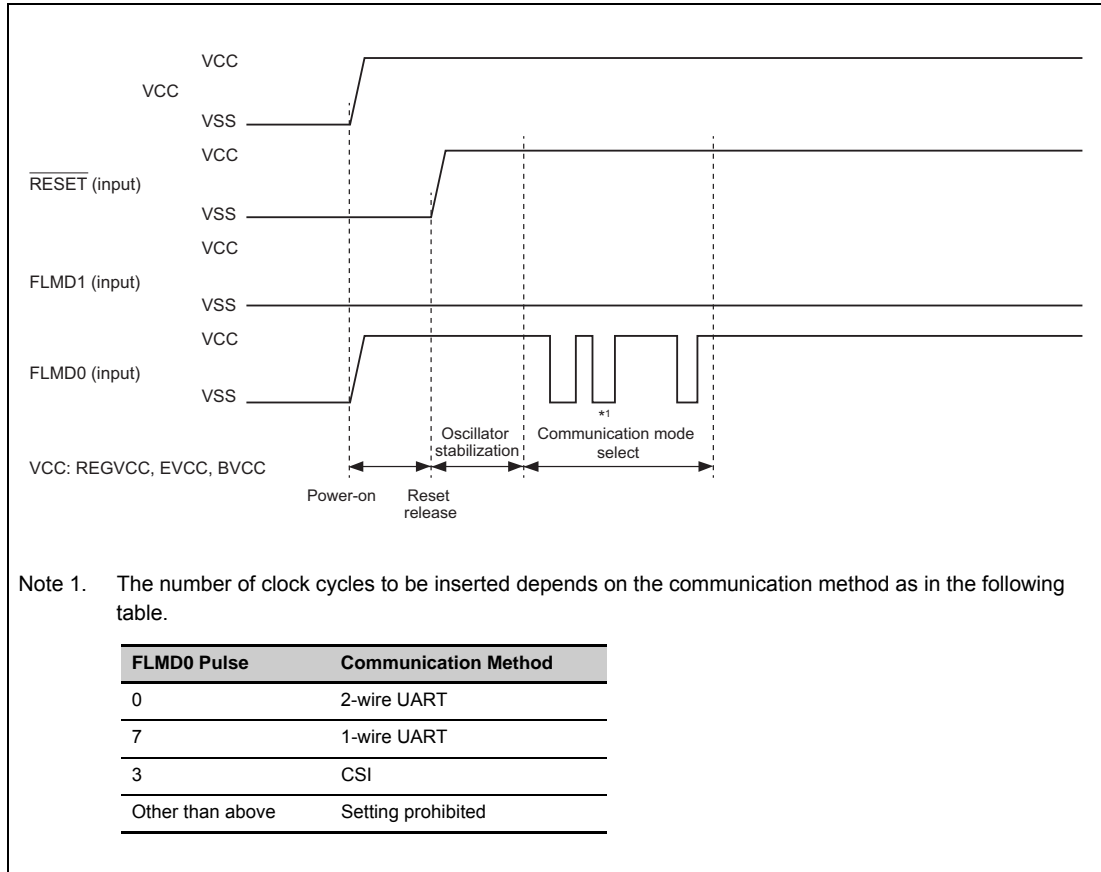 VCC
VCC
VSS
VCC
RESET (input)
VSS
VCC
FLMD1 (input)
VSS
VCC
FLMD0 (input)
VSS
*1
Oscillator stabilization
Communication mode select
VCC: REGVCC, EVCC, BVCC
Power-on
Reset release
Note 1. The number of clock cycles to be inserted depends on the communication method as in the following
table.
FLMD0 Pulse Communication Method
0 2-wire UART
7 1-wire UART
3 CSI
Other than above Setting prohibited